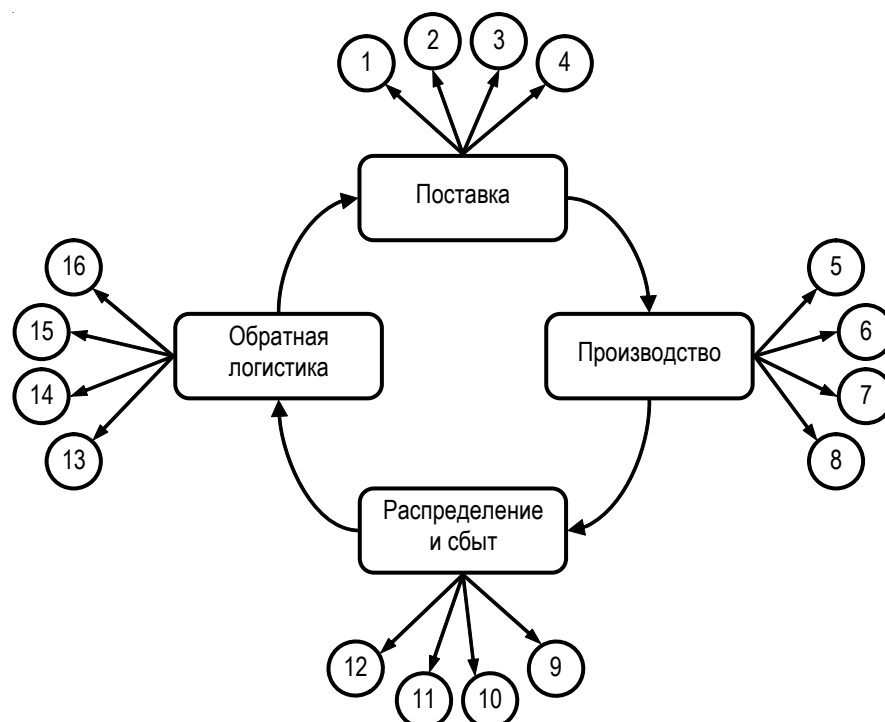 1
2
3
4
Поставка
16
15
14
13
Обратная
логистика
Производство
5
6
7
8
Распределение
и сбыт
12
11
10
9